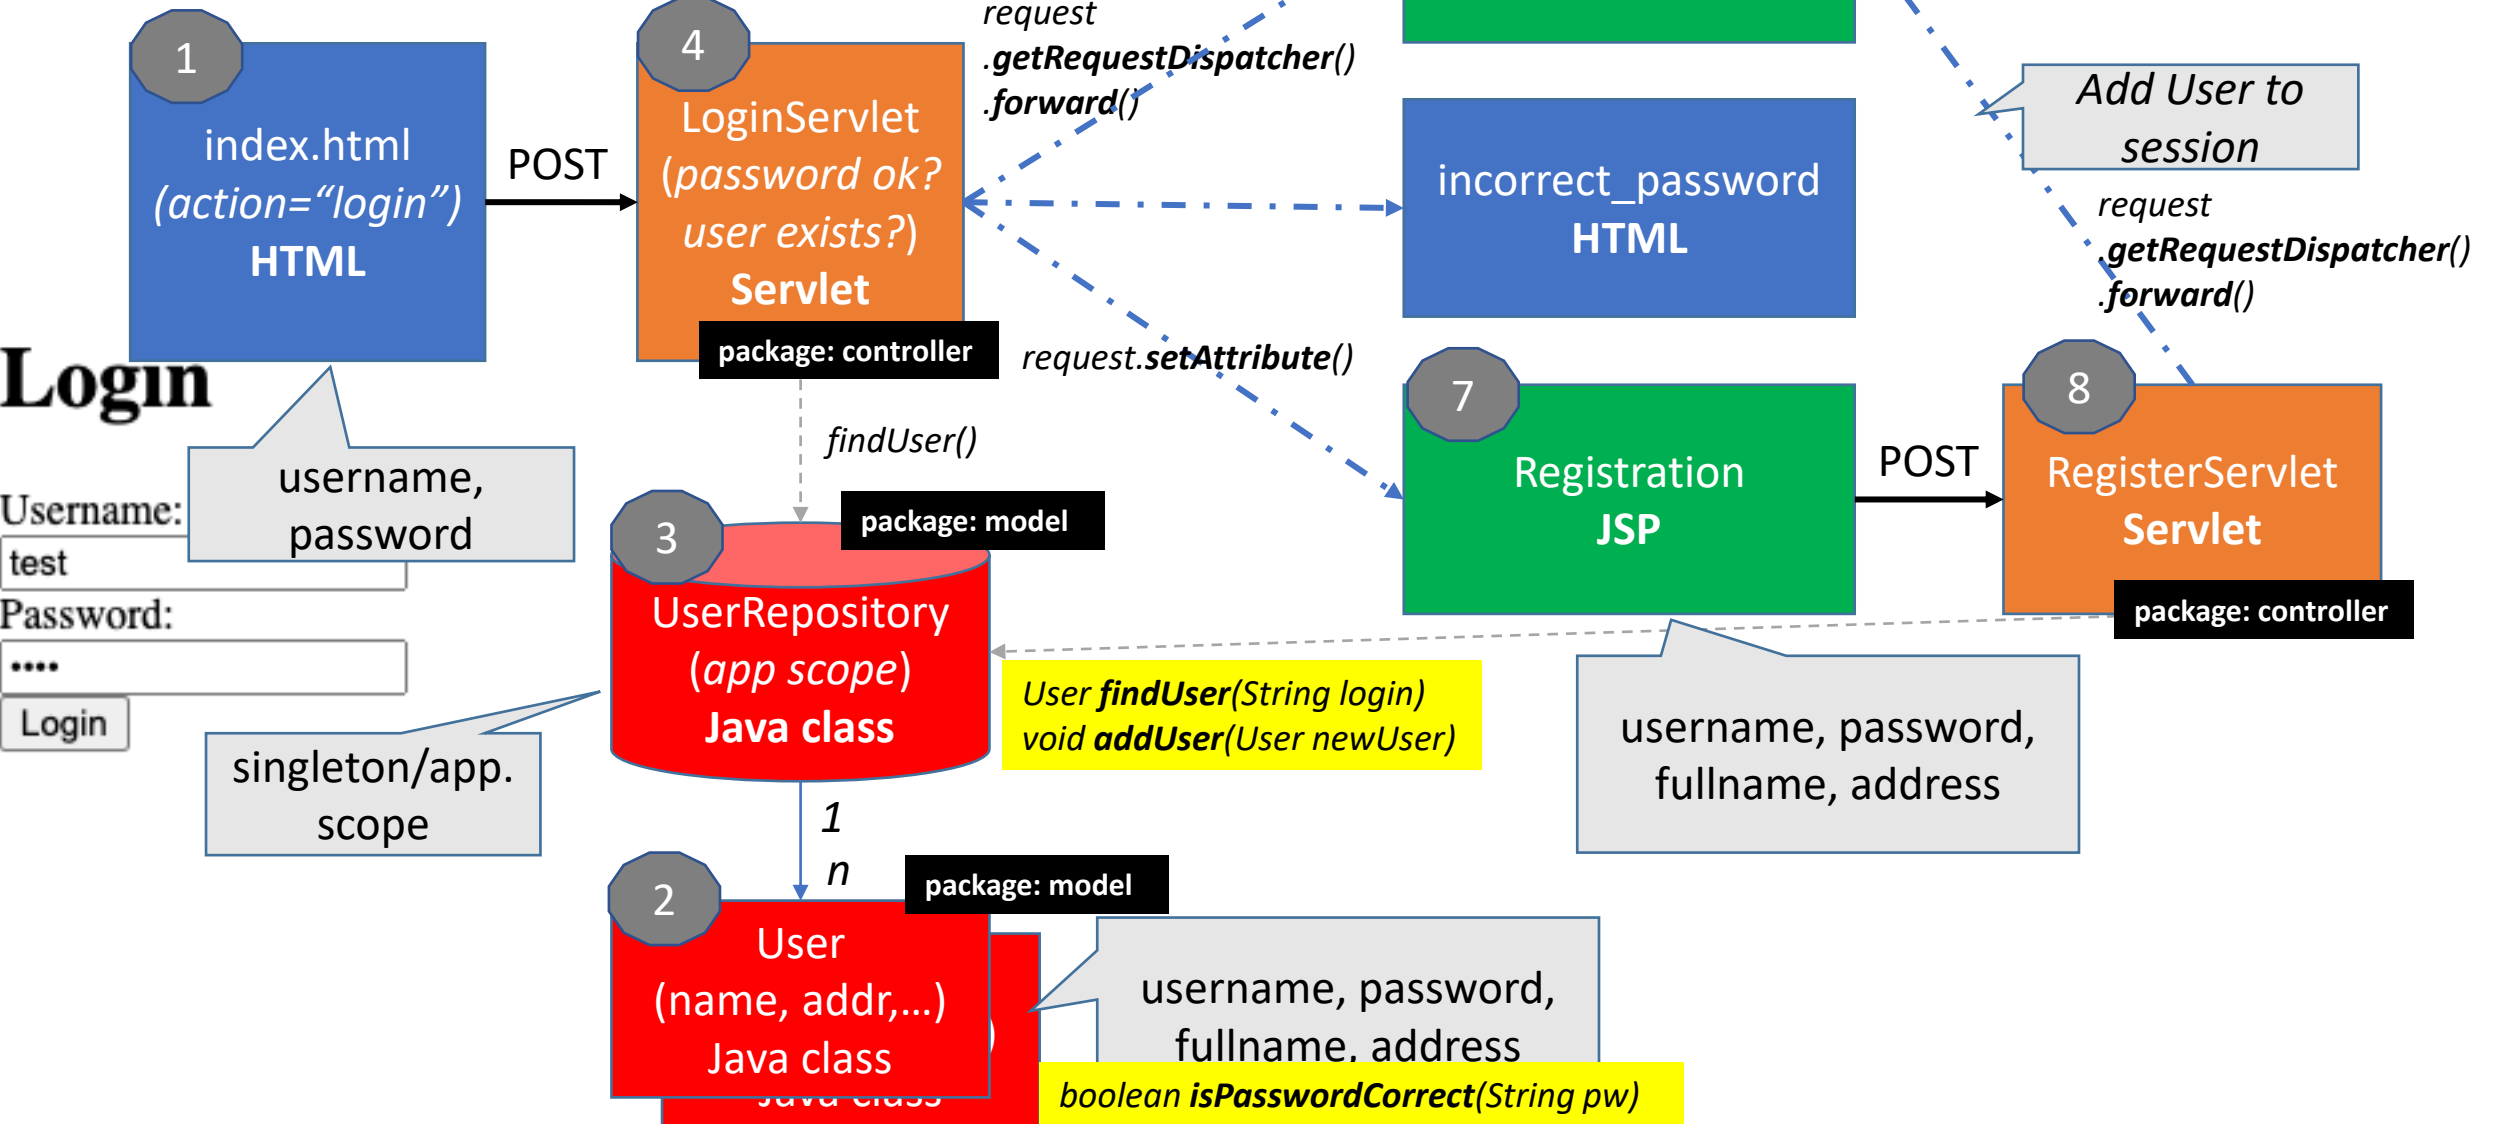 1
index.html
(action=“login”)
HTML
POST
4
LoginServlet
(password ok?
user exists?)
Servlet
package: controller
request
.getRequestDispatcher()
.forward()
incorrect_password
HTML
Add User to
session
request
.getRequestDispatcher()
.forward()
request.setAttribute()
7
Registration
JSP
POST
8
RegisterServlet
Servlet
package: controller
Login
username,
password
Username:
test
Password:
••••
Login
findUser()
3
package: model
UserRepository
(app scope)
Java class
singleton/app.
scope
User findUser(String login)
void addUser(User newUser)
username, password,
fullname, address
1
n
2
package: model
User
(name, addr,...)
Java class
)
Java class
username, password,
fullname, address
boolean isPasswordCorrect(String pw)